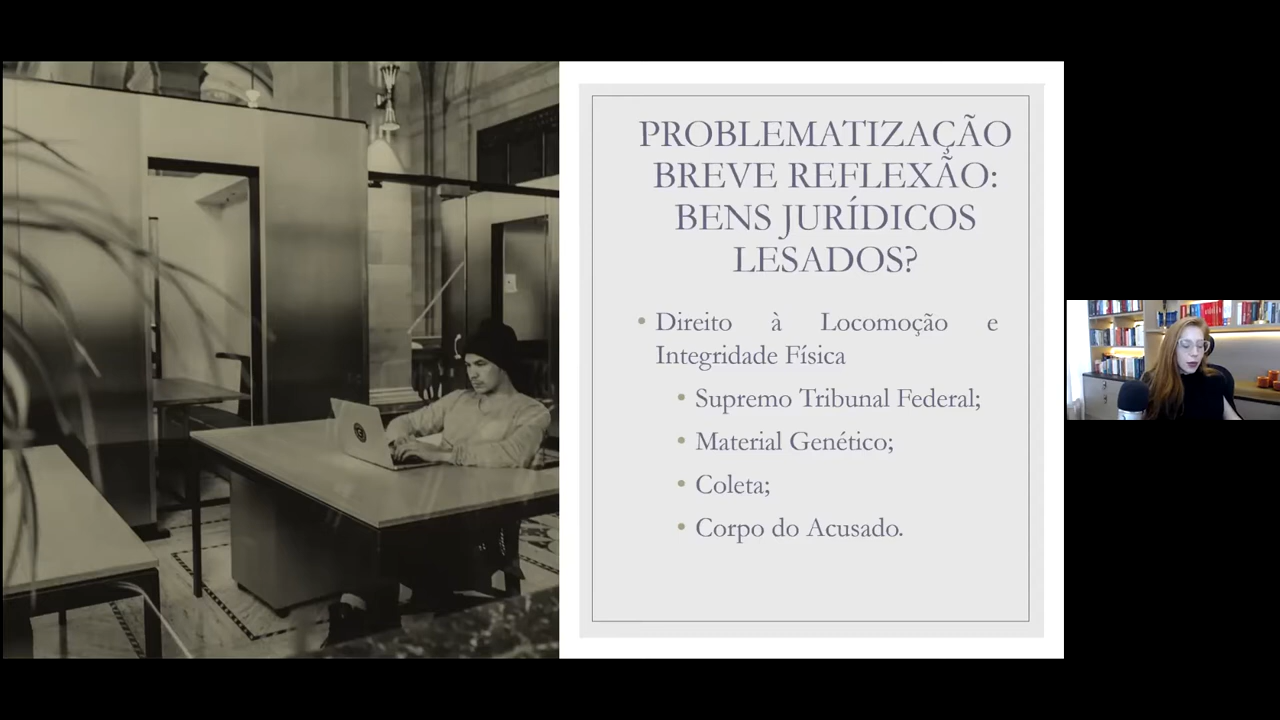 PROBLEMATIZAÇÃO
BREVE REFLEXÃO:
BENS JURÍDICOS
LESADOS?
• Direito à Locomoção e
Integridade Física
• Supremo Tribunal Federal;
• Material Genético;
• Coleta;
• Corpo do Acusado.